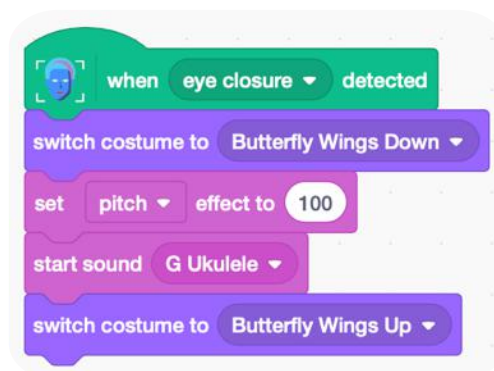 when eye closure detected
switch costume to Butterfly Wings Down
set pitch effect to 100
start sound G Ukulele
switch costume to Butterfly Wings Up